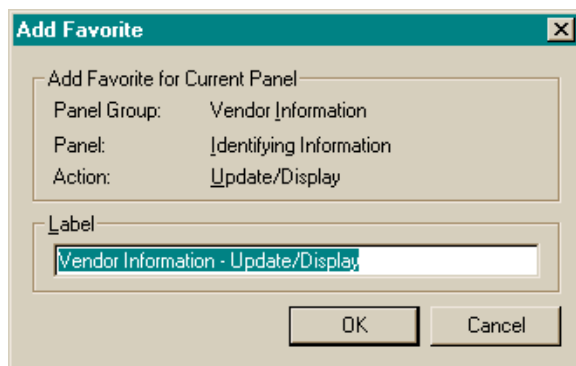 Add Favorite
Add Favorite for Current Panel
Panel Group: Vendor Information
Panel: Identifying Information
Action: Update/Display
Label
Vendor Information - Update/Display
OK Cancel